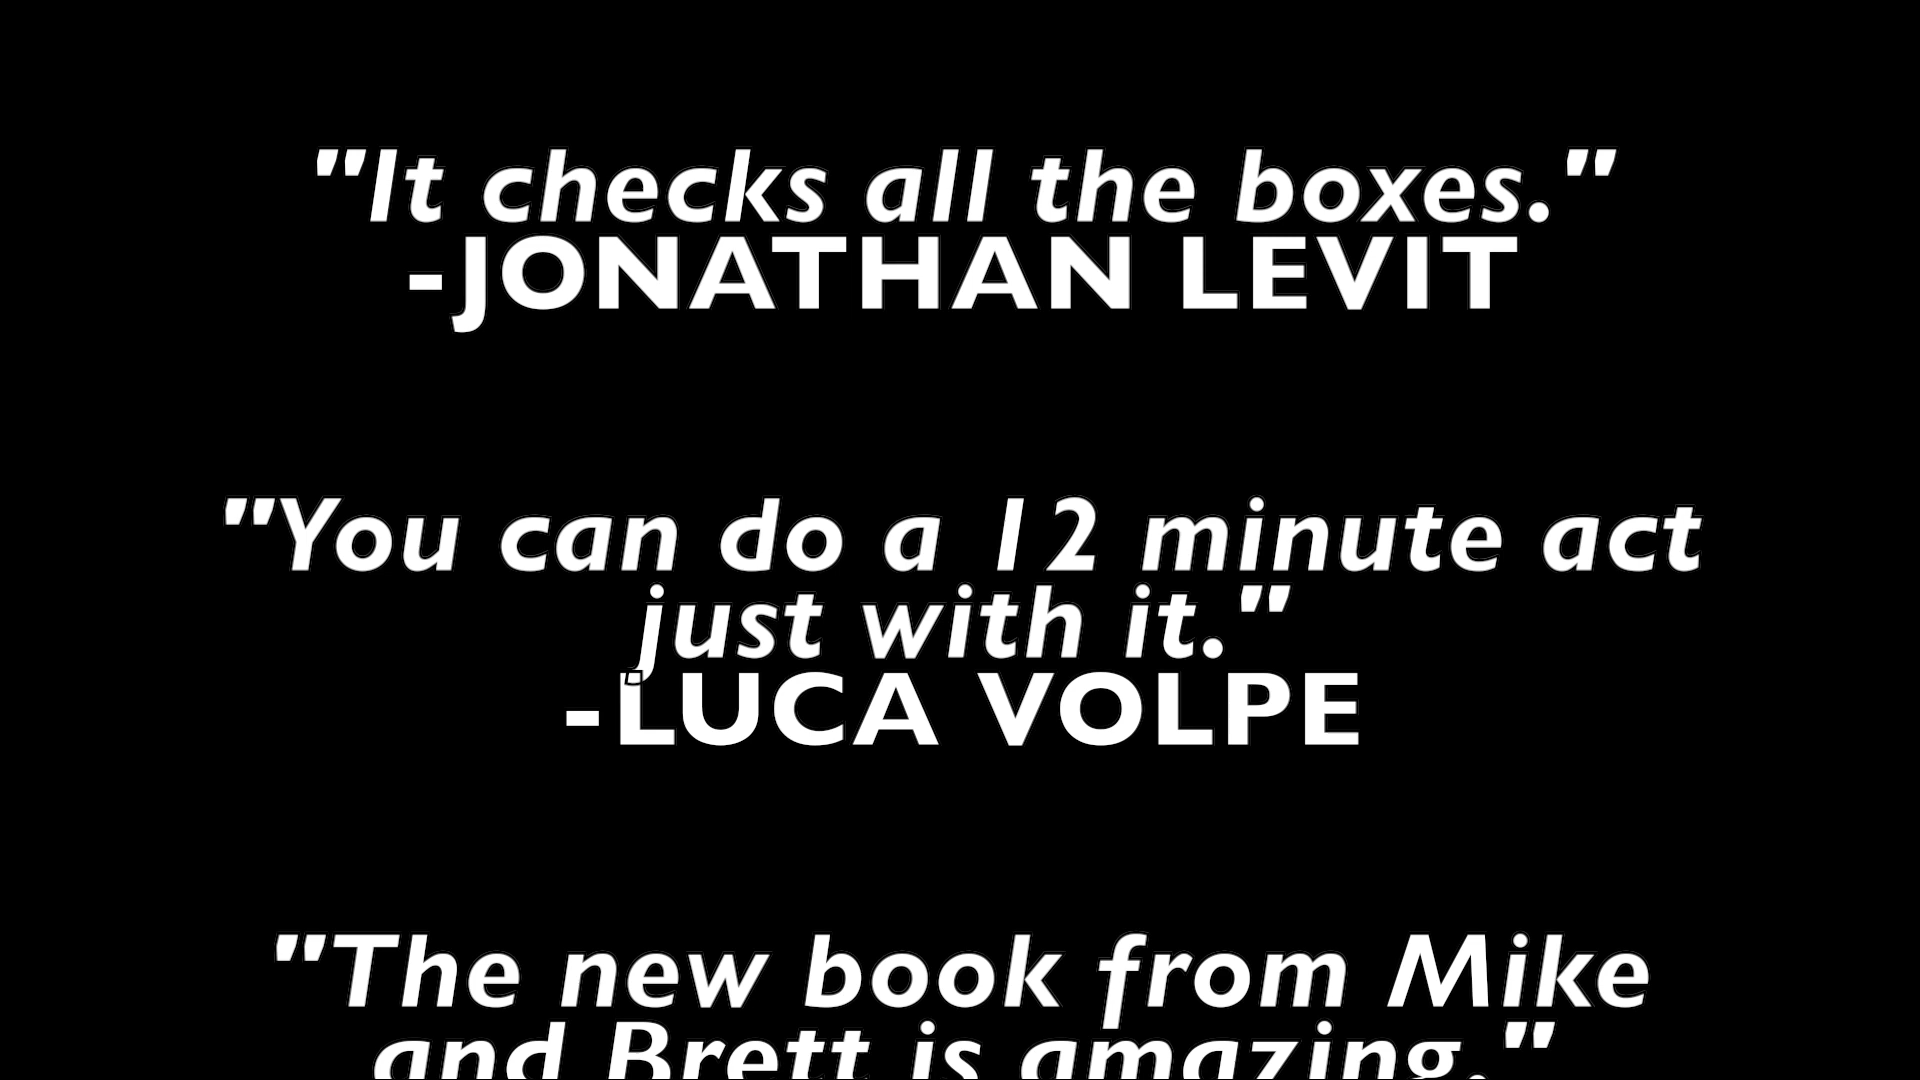 "It checks all the boxes."
-JONATHAN LEVIT
"You can do a 12 minute act
just with it."
-LUCA VOLPE
"The new book from Mike
and Brett is amazing."